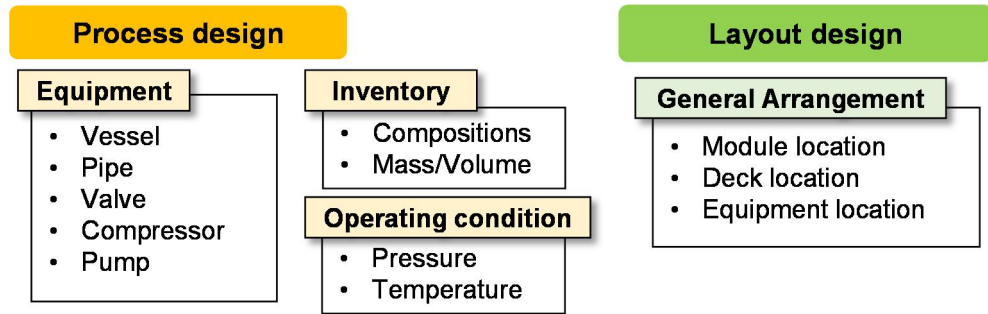 Process design
Equipment
• Vessel
• Pipe
• Valve
• Compressor
• Pump
Inventory
• Compositions
• Mass/Volume
Operating condition
• Pressure
• Temperature
Layout design
General Arrangement
• Module location
• Deck location
• Equipment location